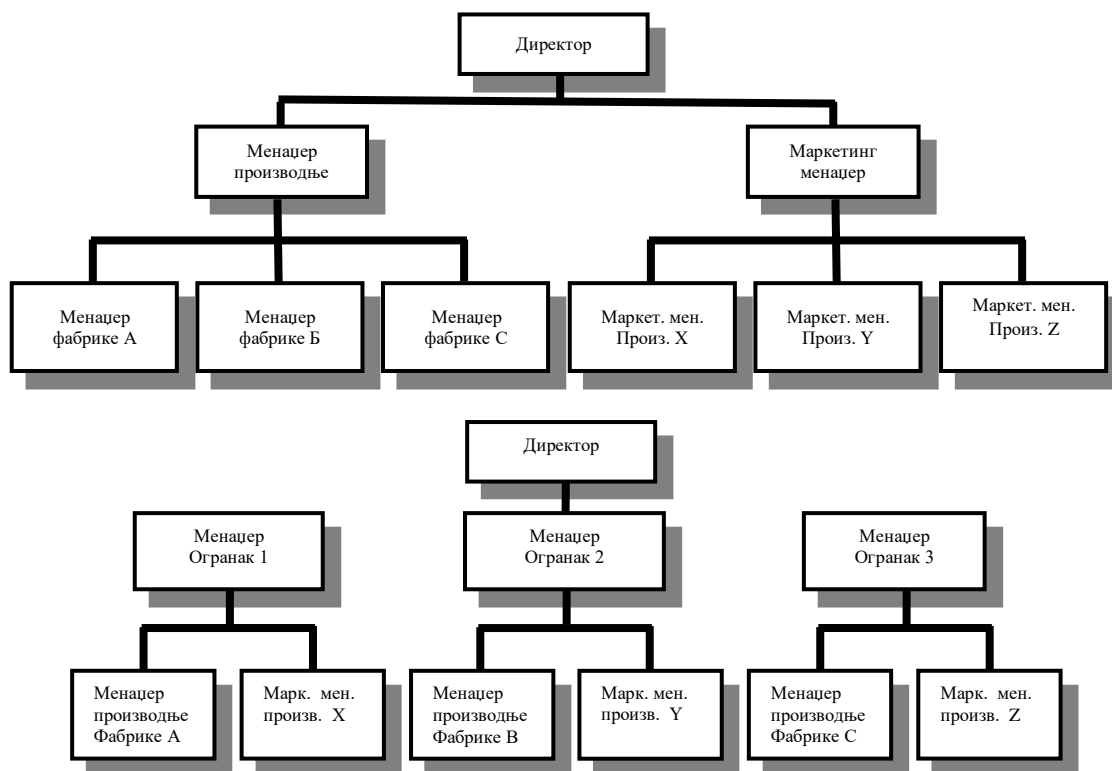 Директор
Менаџер
производње
Маркетинг
менаџер
Менаџер
фабрике А
Менаџер
фабрике Б
Менаџер
фабрике С
Маркет. мен.
Произ. X
Маркет. мен.
Произ. Y
Маркет. мен.
Произ. Z
Директор
Менаџер
Огранак 1
Менаџер
Огранак 2
Менаџер
Огранак 3
Менаџер
производње
Фабрике А
Марк. мен.
произв. X
Менаџер
производње
Фабрике В
Марк. мен.
произв. Y
Менаџер
производње
Фабрике С
Марк. мен.
произв. Z